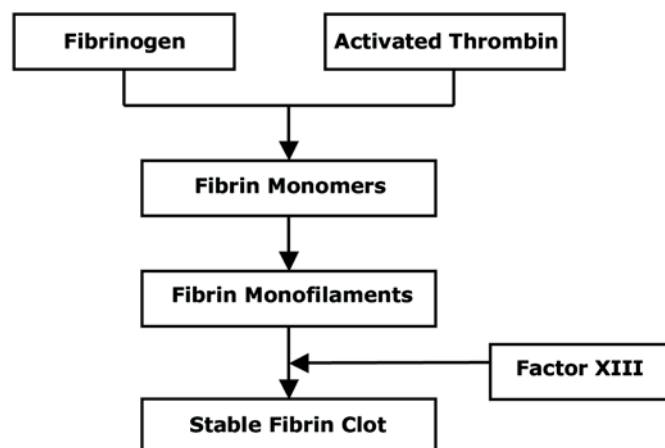 Fibrinogen
Activated Thrombin
Fibrin Monomers
Fibrin Monofilaments
Factor XIII
Stable Fibrin Clot